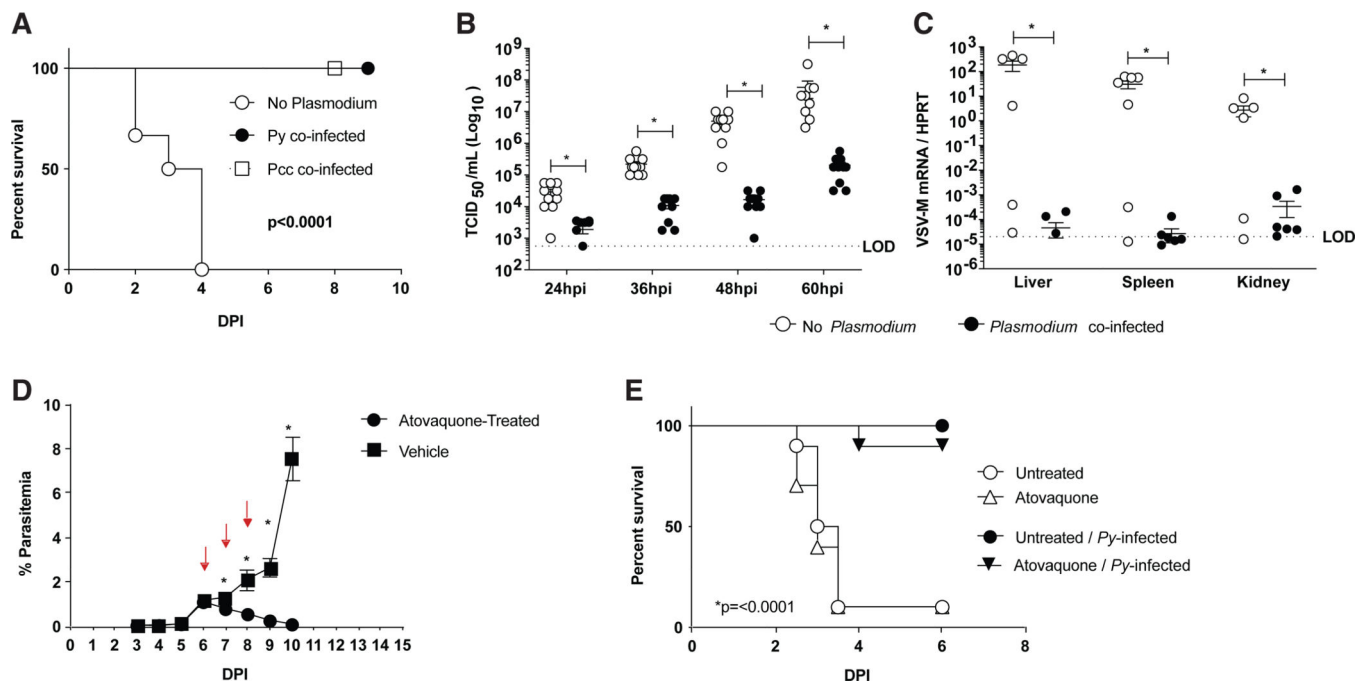 A
Percent survival
100
50
0
0 2 4 6 8 10
DPI
No Plasmodium
Py co-infected
Pcc co-infected
p<0.0001
B
TCID50/mL (Log10)
10^9
10^8
10^7
10^6
10^5
10^4
10^3
10^2
* * * *
LOD
24hpi 36hpi 48hpi 60hpi
C
VSV-M mRNA / HPRT
10^3
10^2
10^1
10^0
10^-1
10^-2
10^-3
10^-4
10^-5
10^-6
* * *
LOD
Liver Spleen Kidney
No Plasmodium
Plasmodium co-infected
D
% Parasitemia
10
8
6
4
2
0
* * * *
0 1 2 3 4 5 6 7 8 9 10 11 12 13 14 15
DPI
Atovaquone-Treated
Vehicle
E
Percent survival
100
50
0
0 2 4 6 8
DPI
*p=<0.0001
Untreated
Atovaquone
Untreated / Py-infected
Atovaquone / Py-infected